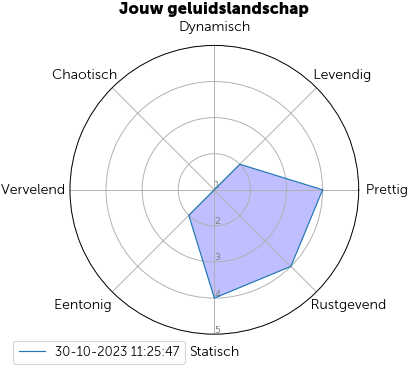 Jouw geluidslandschap
Dynamisch
Chaotisch
Levendig
Vervelend
1
Prettig
2
3
4
Eentonig
Rustgevend
5
30-10-2023 11:25:47
Statisch